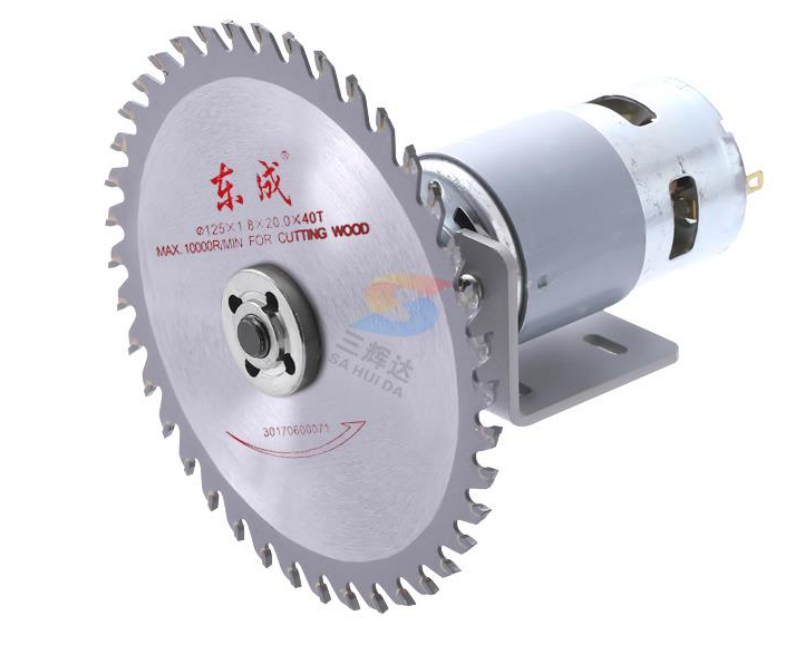 东成®
⌀125×1.8×20.0×40T
MAX.10000R/MIN FOR CUTTING WOOD
三辉达
SA HUI DA
30170600071